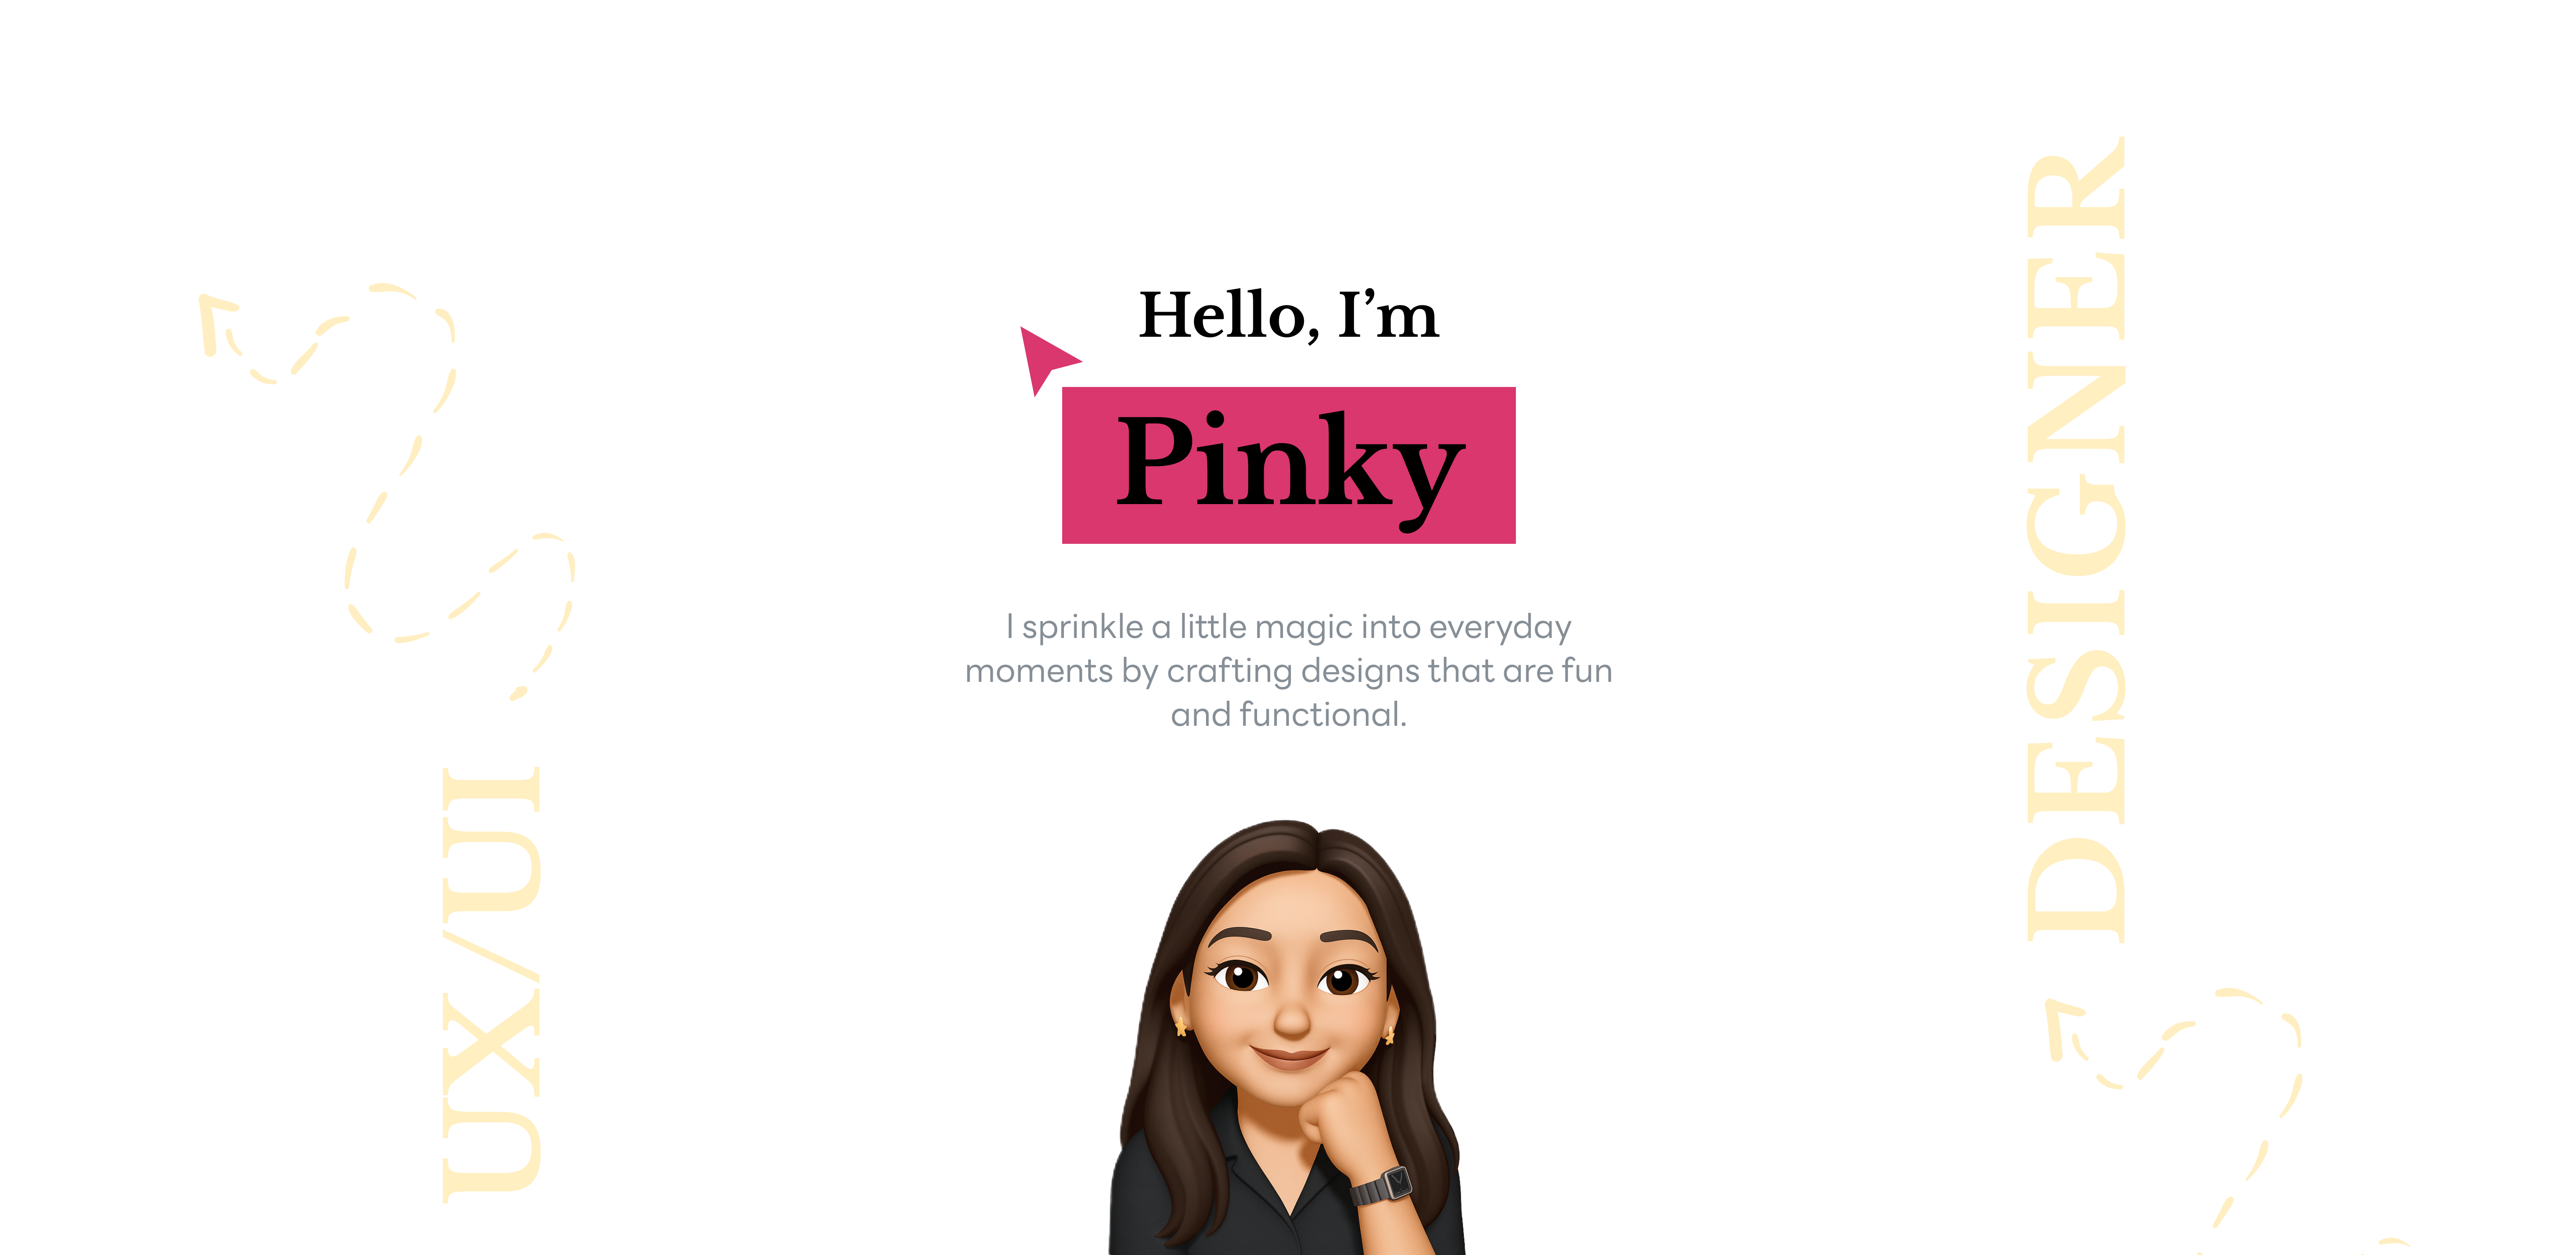 Hello, I’m
Pinky
I sprinkle a little magic into everyday
moments by crafting designs that are fun
and functional.
UX/UI
DESIGNER